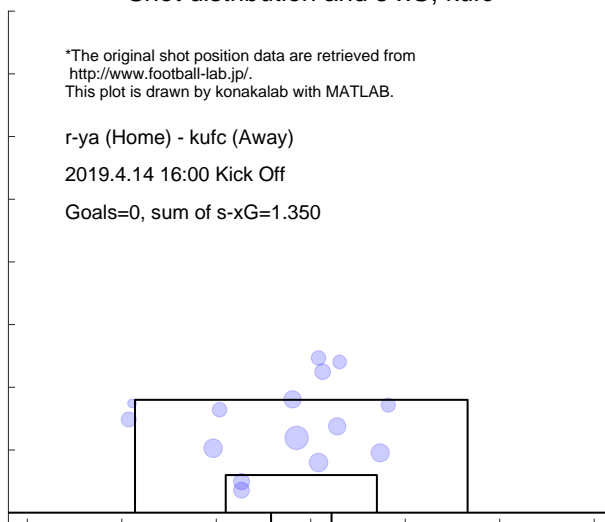 *The original shot position data are retrieved from
http://www.football-lab.jp/.
This plot is drawn by konakalab with MATLAB.
r-ya (Home) - kufc (Away)
2019.4.14 16:00 Kick Off
Goals=0, sum of s-xG=1.350